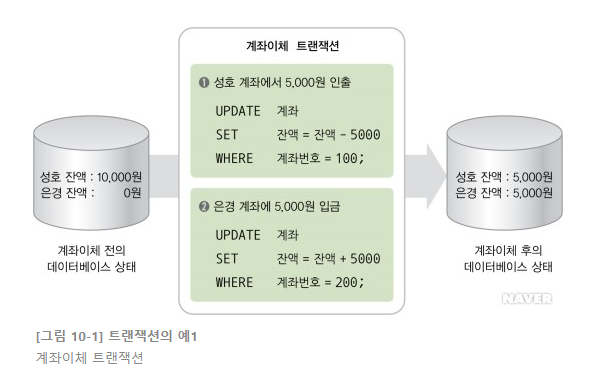 계좌이체 트랜잭션
❶ 성호 계좌에서 5,000원 인출
UPDATE 계좌
SET 잔액 = 잔액 - 5000
WHERE 계좌번호 = 100;
❷ 은경 계좌에 5,000원 입금
UPDATE 계좌
SET 잔액 = 잔액 + 5000
WHERE 계좌번호 = 200;
성호 잔액 : 10,000원
은경 잔액 : 0원
계좌이체 전의
데이터베이스 상태
성호 잔액 : 5,000원
은경 잔액 : 5,000원
계좌이체 후의
데이터베이스 상태
NAVER
[그림 10-1] 트랜잭션의 예1
계좌이체 트랜잭션